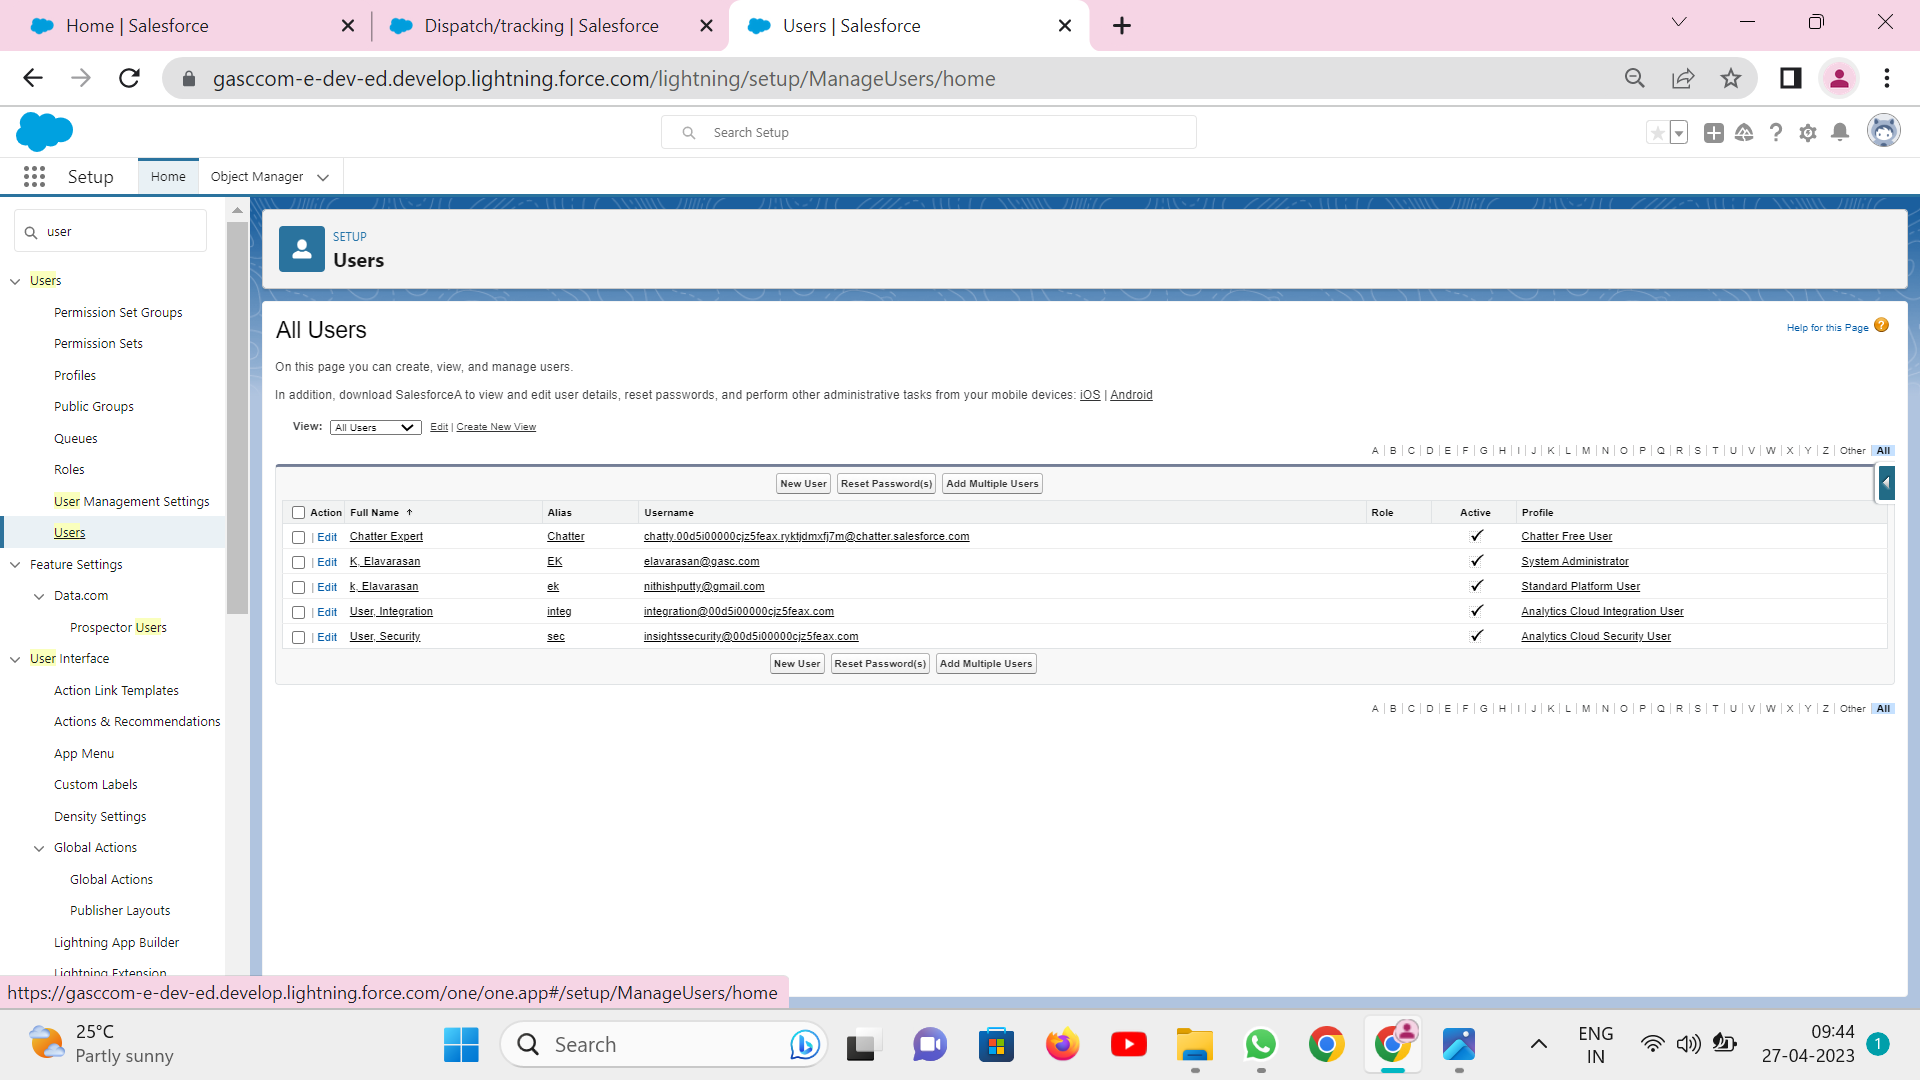 Home | Salesforce
Dispatch/tracking | Salesforce
Users | Salesforce
gasccom-e-dev-ed.develop.lightning.force.com/lightning/setup/ManageUsers/home
Search Setup
Setup
Home
Object Manager
user
Users
Permission Set Groups
Permission Sets
Profiles
Public Groups
Queues
Roles
User Management Settings
Users
Feature Settings
Data.com
Prospector Users
User Interface
Action Link Templates
Actions & Recommendations
App Menu
Custom Labels
Density Settings
Global Actions
Global Actions
Publisher Layouts
Lightning App Builder
Lightning Extension
SETUP
Users
All Users
Help for this Page ?
On this page you can create, view, and manage users.
In addition, download SalesforceA to view and edit user details, reset passwords, and perform other administrative tasks from your mobile devices: iOS | Android
View: All Users Edit | Create New View
A | B | C | D | E | F | G | H | I | J | K | L | M | N | O | P | Q | R | S | T | U | V | W | X | Y | Z | Other | All
New User Reset Password(s) Add Multiple Users
Action Full Name ↑ Alias Username Role Active Profile
| Edit Chatter Expert Chatter chatty.00d5i00000cjz5feax.ryktjdmxfj7m@chatter.salesforce.com ✓ Chatter Free User
| Edit K, Elavarasan EK elavarasan@gasc.com ✓ System Administrator
| Edit k, Elavarasan ek nithishputty@gmail.com ✓ Standard Platform User
| Edit User, Integration integ integration@00d5i00000cjz5feax.com ✓ Analytics Cloud Integration User
| Edit User, Security sec insightssecurity@00d5i00000cjz5feax.com ✓ Analytics Cloud Security User
New User Reset Password(s) Add Multiple Users
A | B | C | D | E | F | G | H | I | J | K | L | M | N | O | P | Q | R | S | T | U | V | W | X | Y | Z | Other | All
https://gasccom-e-dev-ed.develop.lightning.force.com/one/one.app#/setup/ManageUsers/home
25°C
Partly sunny
Search
ENG
IN
09:44
27-04-2023
1